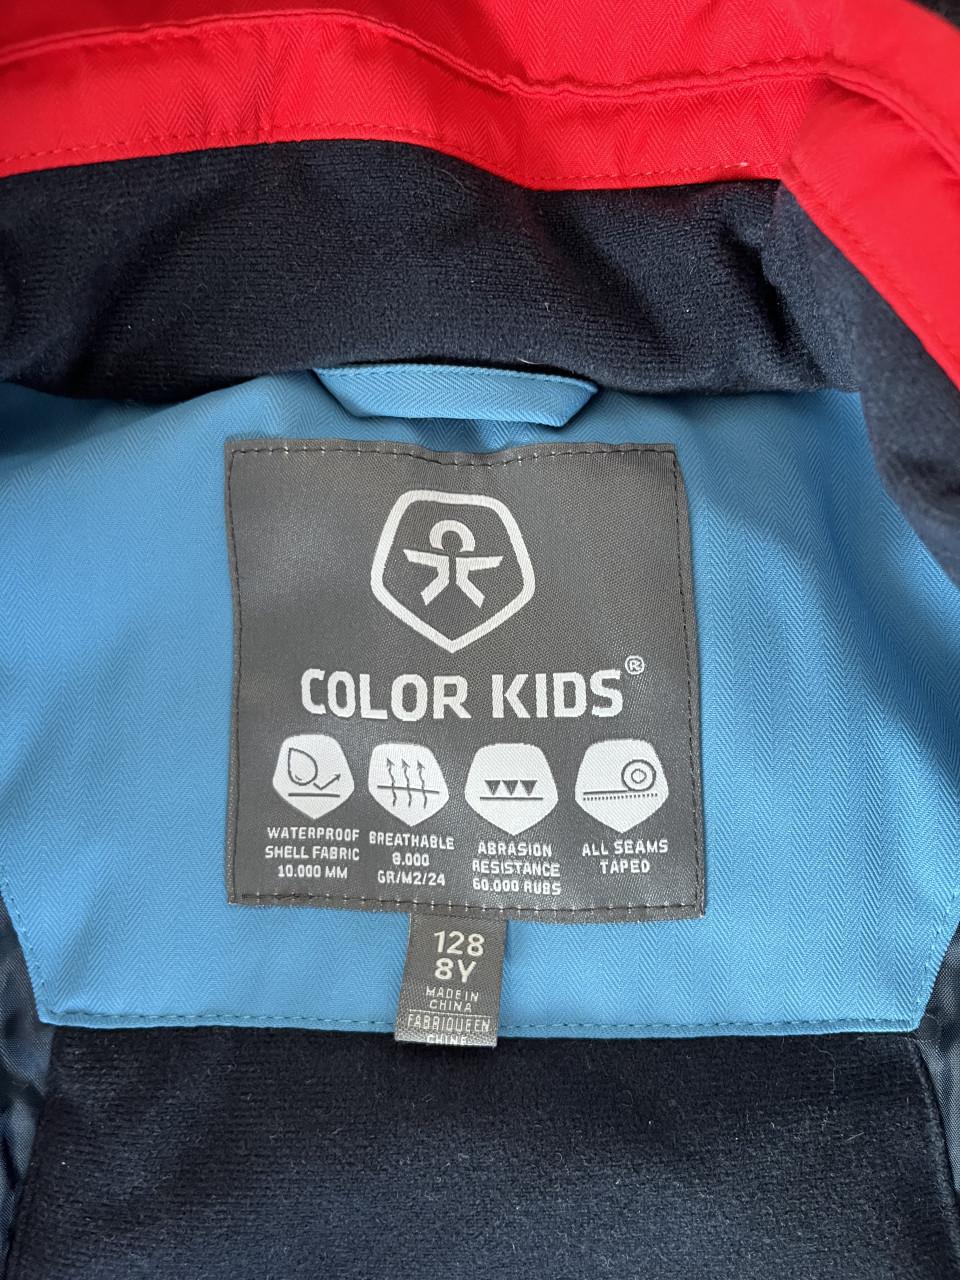 COLOR KIDS®
WATERPROOF
SHELL FABRIC
10.000 MM
BREATHABLE
8.000
GR/M2/24
ABRASION
RESISTANCE
60.000 RUBS
ALL SEAMS
TAPED
128
8Y
MADE IN
CHINA
FABRIQUE EN
CHINE